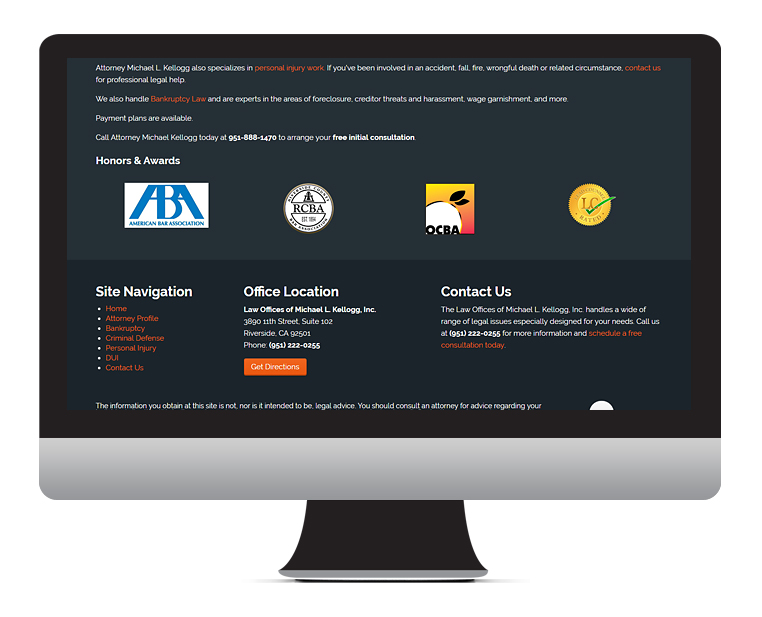 Attorney Michael L. Kellogg also specializes in personal injury work. If you've been involved in an accident, fall, fire, wrongful death or related circumstance, contact us
for professional legal help.
We also handle Bankruptcy Law and are experts in the areas of foreclosure, creditor threats and harassment, wage garnishment, and more.
Payment plans are available.
Call Attorney Michael Kellogg today at 951-888-1470 to arrange your free initial consultation.
Honors & Awards
ABA
AMERICAN BAR ASSOCIATION
RIVERSIDE COUNTY
RCBA
EST. 1894
BAR ASSOCIATION
OCBA
LC
RATED
Site Navigation
Home
Attorney Profile
Bankruptcy
Criminal Defense
Personal Injury
DUI
Contact Us
Office Location
Law Offices of Michael L. Kellogg, Inc.
3890 11th Street, Suite 102
Riverside, CA 92501
Phone: (951) 222-0255
Get Directions
Contact Us
The Law Offices of Michael L. Kellogg, Inc. handles a wide of
range of legal issues especially designed for your needs. Call us
at (951) 222-0255 for more information and schedule a free
consultation today.
The information you obtain at this site is not, nor is it intended to be, legal advice. You should consult an attorney for advice regarding your